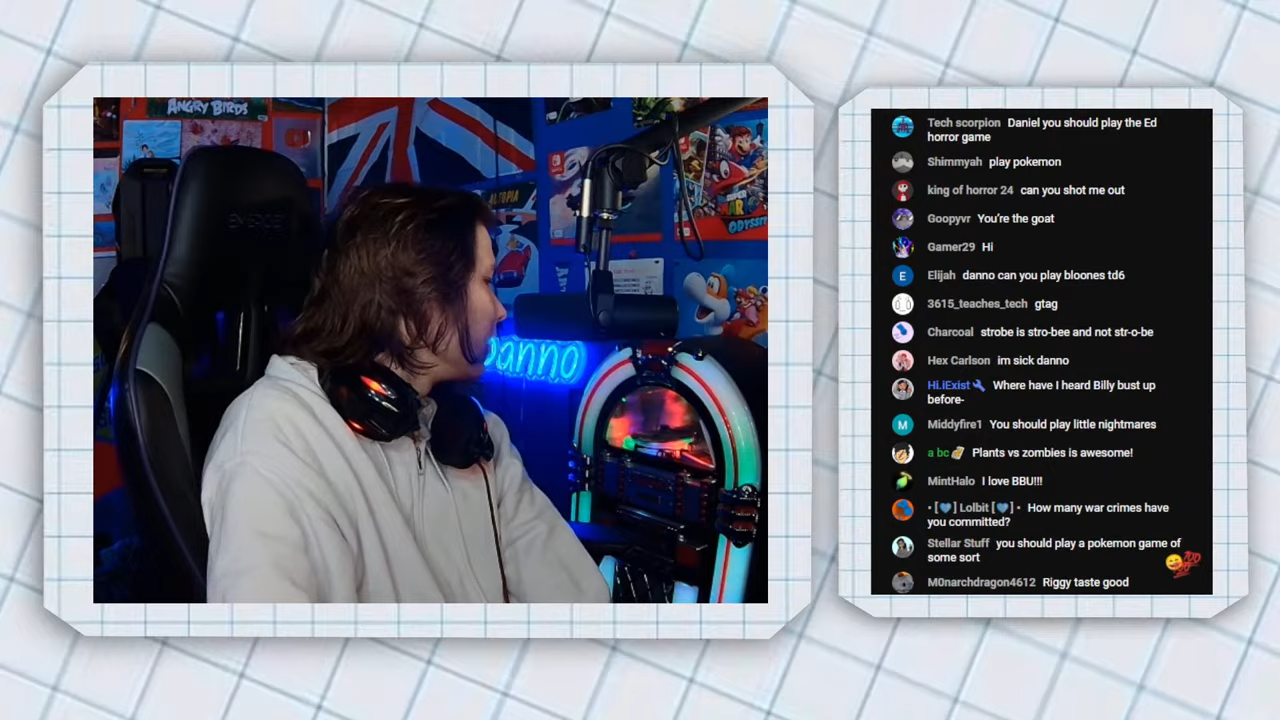 ANGRY BIRDS
EMERGE
SUPER
MARIO
ODYSSEY
Danno
Tech scorpion Daniel you should play the Ed
horror game
Shimmyah play pokemon
king of horror 24 can you shot me out
Goopyvr You're the goat
Gamer29 Hi
E Elijah danno can you play bloones td6
3615_teaches_tech gtag
Charcoal strobe is stro-bee and not str-o-be
Hex Carlson im sick danno
Hi.iExist🔧 Where have I heard Billy bust up
before-
M Middyfire1 You should play little nightmares
a bc Plants vs zombies is awesome!
MintHalo I love BBU!!!
• [💙] Lolbit [💙] • How many war crimes have
you committed?
Stellar Stuff you should play a pokemon game of
some sort
M0narchdragon4612 Riggy taste good